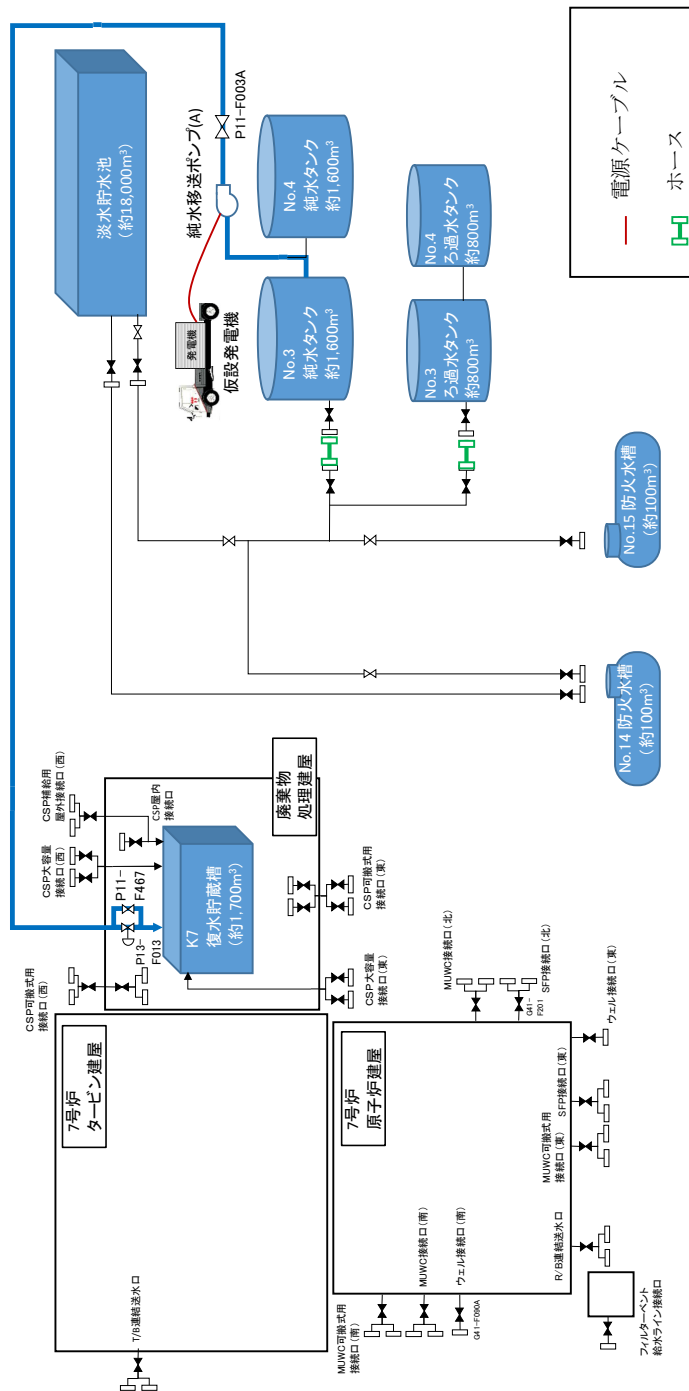 淡水貯水池
（約18,000m³）
P11-F003A
純水移送ポンプ(A)
発電機
仮設発電機
No.4
純水タンク
約1,600m³
No.3
純水タンク
約1,600m³
No.4
ろ過水タンク
約800m³
No.3
ろ過水タンク
約800m³
電源ケーブル
ホース
No.15 防火水槽
（約100m³）
No.14 防火水槽
（約100m³）
廃棄物
処理建屋
CSP補給用
屋外接続口(西)
CSP屋内
接続口
CSP大容量
接続口(西)
P11-
F467
P13-
F013
K7
復水貯蔵槽
（約1,700m³）
CSP可搬式用
接続口(西)
CSP可搬式用
接続口(東)
CSP大容量
接続口(東)
7号炉
タービン建屋
T/B連結送水口
7号炉
原子炉建屋
MUWC接続口(北)
SFP接続口(北)
G41-
F201
ウェル接続口(東)
SFP接続口(東)
MUWC可搬式用
接続口(東)
R/B連結送水口
MUWC可搬式用
接続口(南)
MUWC接続口(南)
ウェル接続口(南)
G41-F090A
フィルターベント
給水ライン接続口